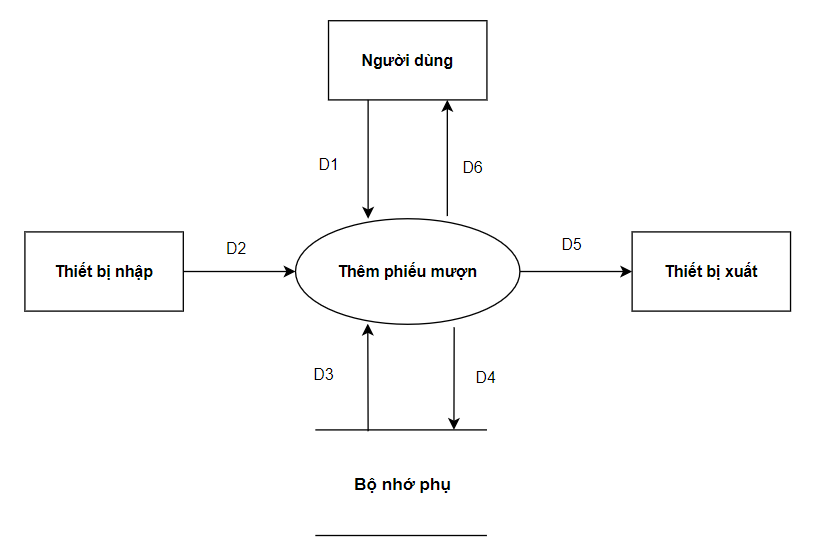 Người dùng
D1
D6
Thiết bị nhập
D2
Thêm phiếu mượn
D5
Thiết bị xuất
D3
D4
Bộ nhớ phụ